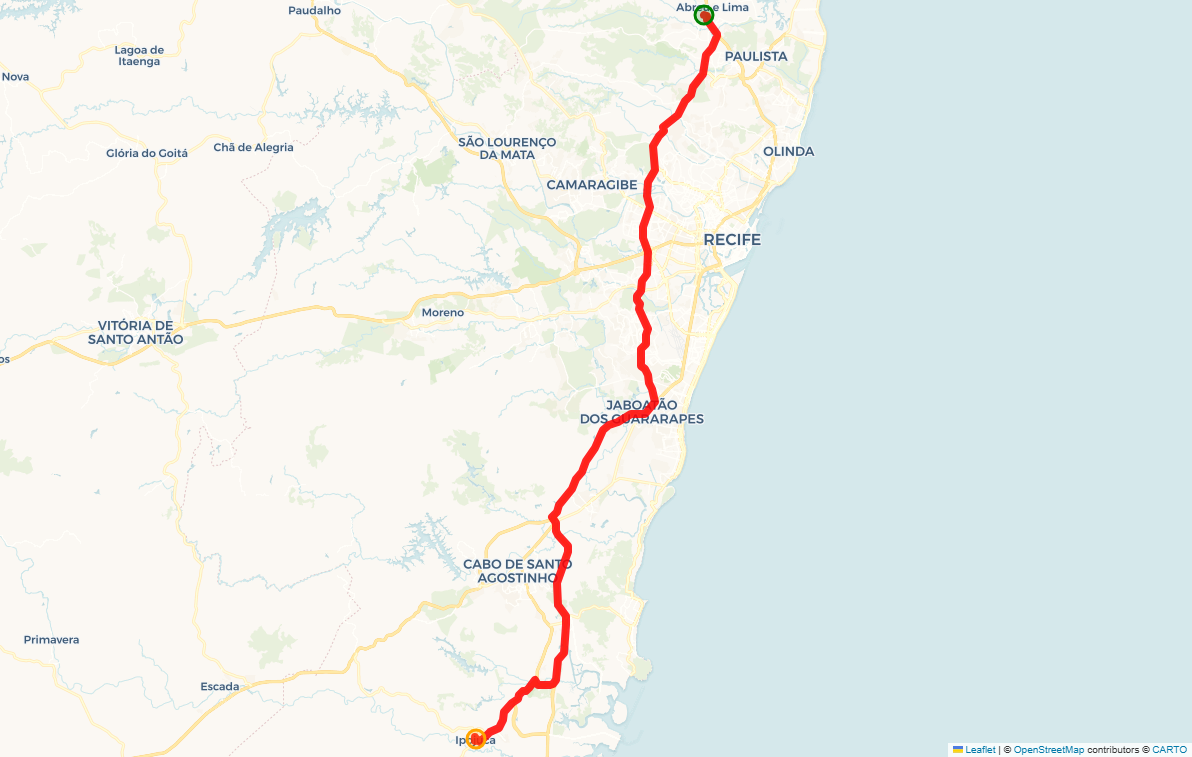 Abreu e Lima
Paudalho
Lagoa de
Itaenga
PAULISTA
Nova
SÃO LOURENÇO
DA MATA
Chã de Alegria
Glória do Goitá
OLINDA
CAMARAGIBE
RECIFE
Moreno
VITÓRIA DE
SANTO ANTÃO
os
JABOATÃO
DOS GUARARAPES
CABO DE SANTO
AGOSTINHO
Primavera
Escada
Ipojuca
Leaflet | © OpenStreetMap contributors © CARTO